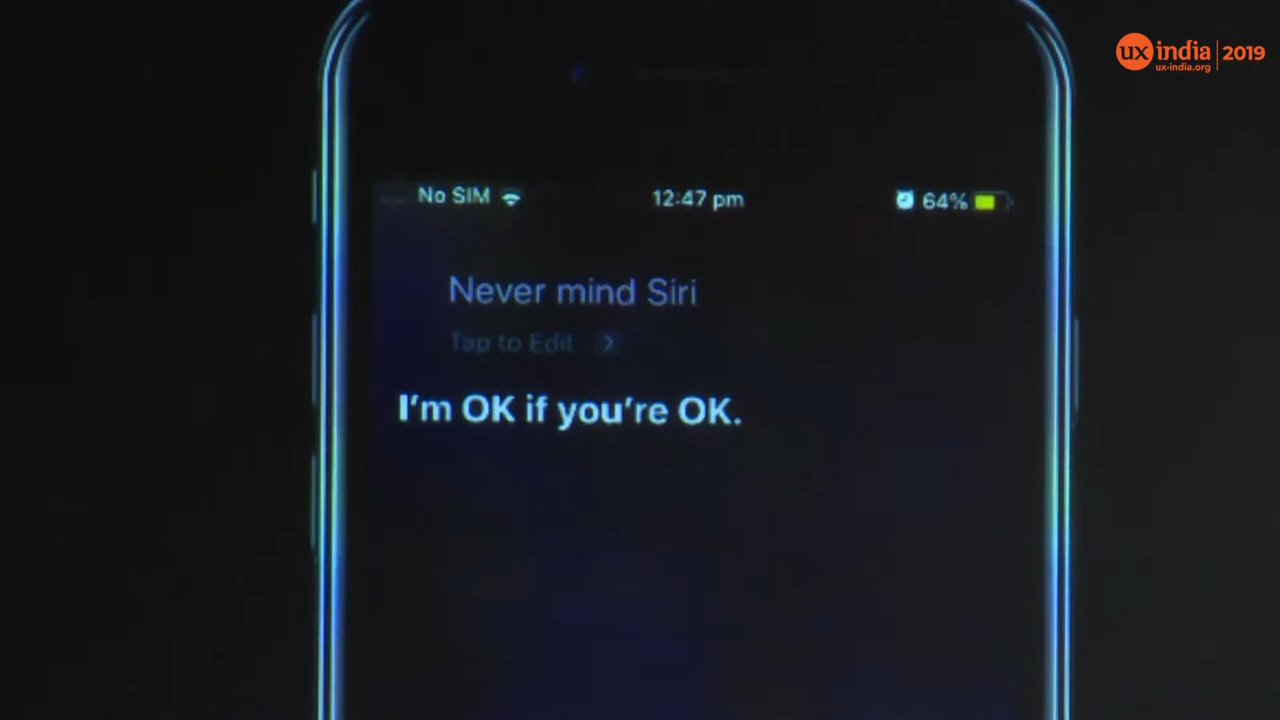 ux india 2019
ux-india.org
No SIM 12:47 pm 64%
Never mind Siri
Tap to Edit
I'm OK if you're OK.